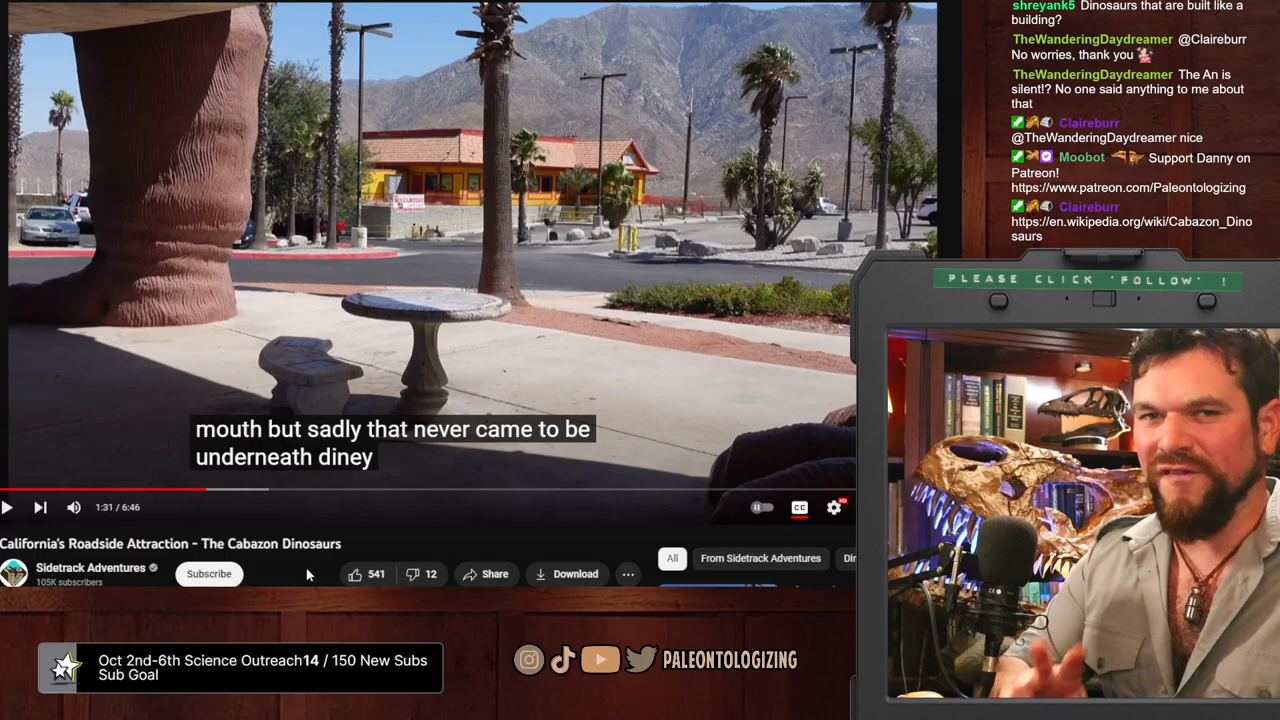 shreyank5 Dinosaurs that are built like a
building?
TheWanderingDaydreamer @Claireburr
No worries, thank you
TheWanderingDaydreamer The An is
silent!? No one said anything to me about
that
Claireburr
@TheWanderingDaydreamer nice
Moobot Support Danny on
Patreon!
https://www.patreon.com/Paleontologizing
Claireburr
https://en.wikipedia.org/wiki/Cabazon_Dino
saurs
PLEASE CLICK "FOLLOW" !
mouth but sadly that never came to be
underneath diney
1:31 / 6:46
CC
HD
California's Roadside Attraction - The Cabazon Dinosaurs
Sidetrack Adventures
105K subscribers
Subscribe
541
12
Share
Download
All
From Sidetrack Adventures
Oct 2nd-6th Science Outreach14 / 150 New Subs
Sub Goal
PALEONTOLOGIZING